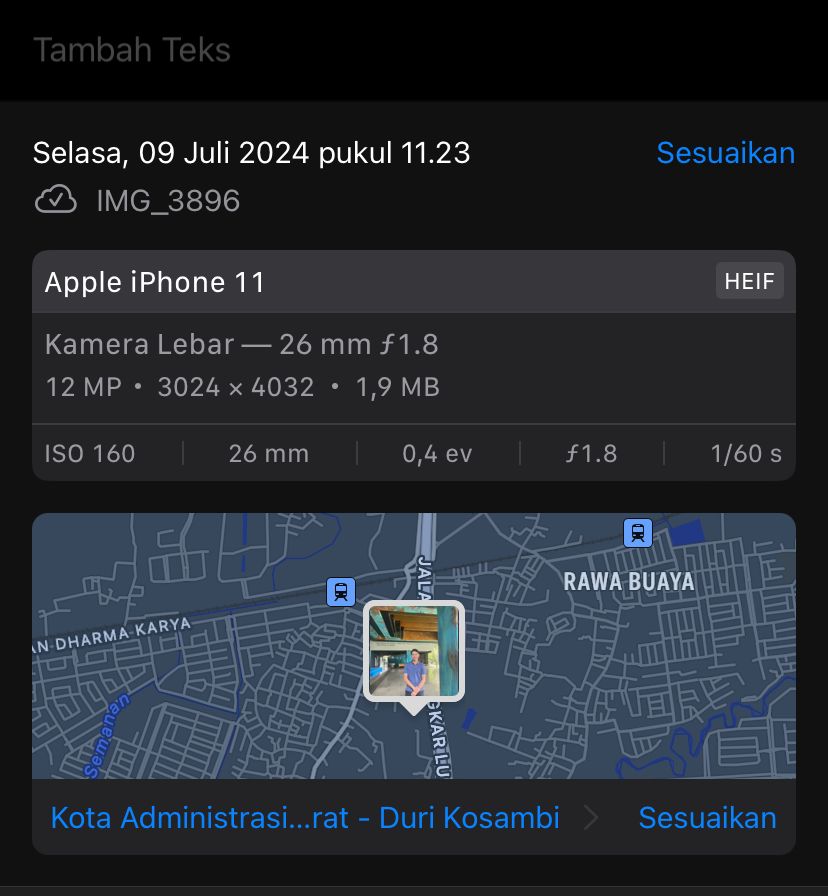 Tambah Teks
Selasa, 09 Juli 2024 pukul 11.23
Sesuaikan
IMG_3896
Apple iPhone 11
HEIF
Kamera Lebar — 26 mm ƒ1.8
12 MP • 3024 × 4032 • 1,9 MB
ISO 160
26 mm
0,4 ev
ƒ1.8
1/60 s
RAWA BUAYA
JALA
AN DHARMA KARYA
GKAR LU
Semanan
Kota Administrasi...rat - Duri Kosambi
Sesuaikan